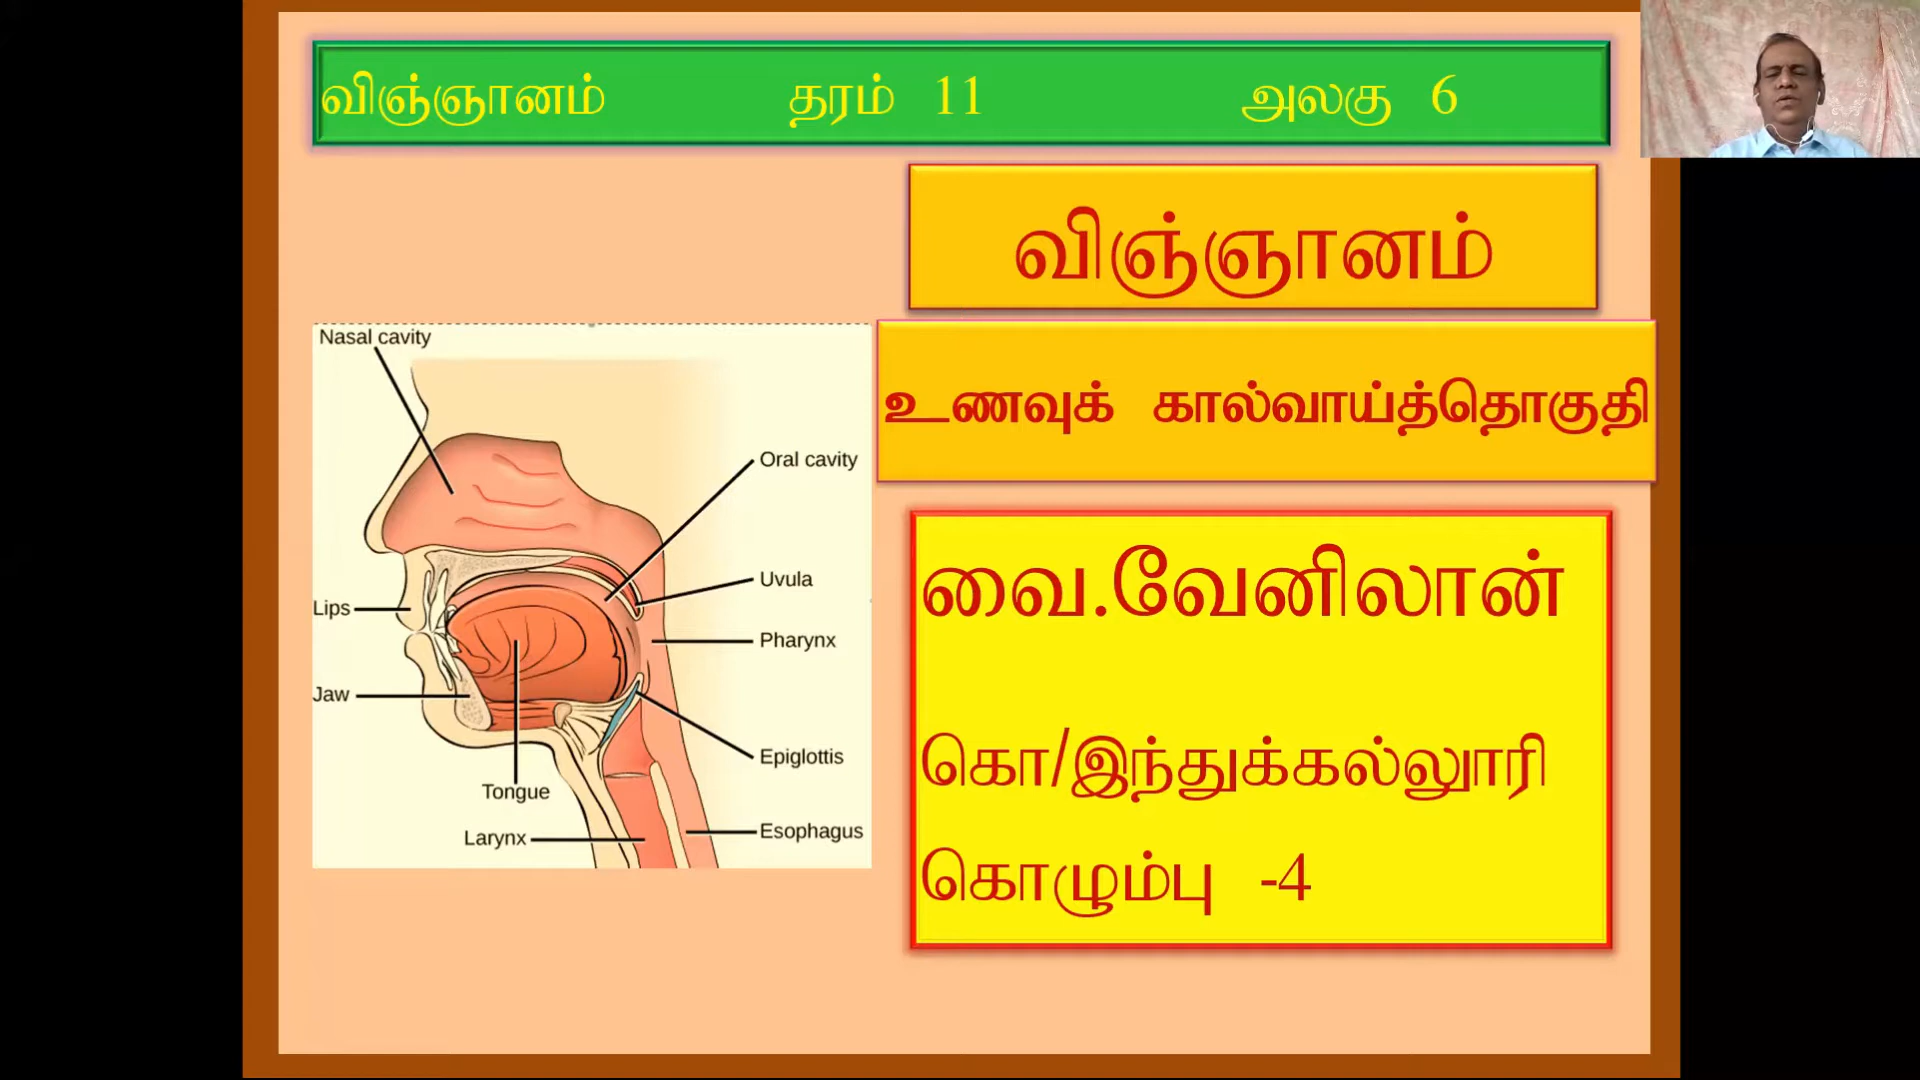 விஞ்ஞானம் தரம் 11 அலகு 6
விஞ்ஞானம்
உணவுக் கால்வாய்த்தொகுதி
வை.வேனிலான்
கொ/இந்துக்கல்லூரி
கொழும்பு -4
Nasal cavity
Oral cavity
Uvula
Lips
Pharynx
Jaw
Epiglottis
Tongue
Larynx
Esophagus